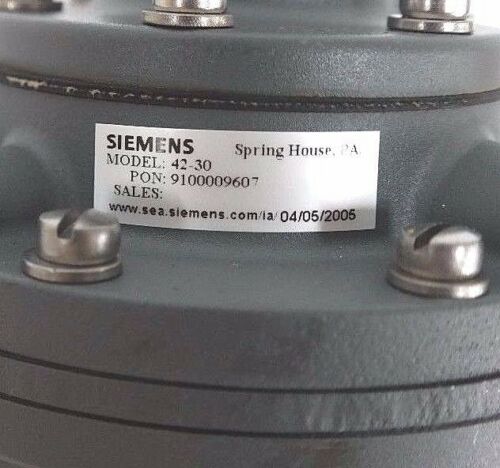 SIEMENS Spring House, PA.
MODEL: 42-30
PON: 9100009607
SALES:
www.sea.siemens.com/ia/ 04/05/2005